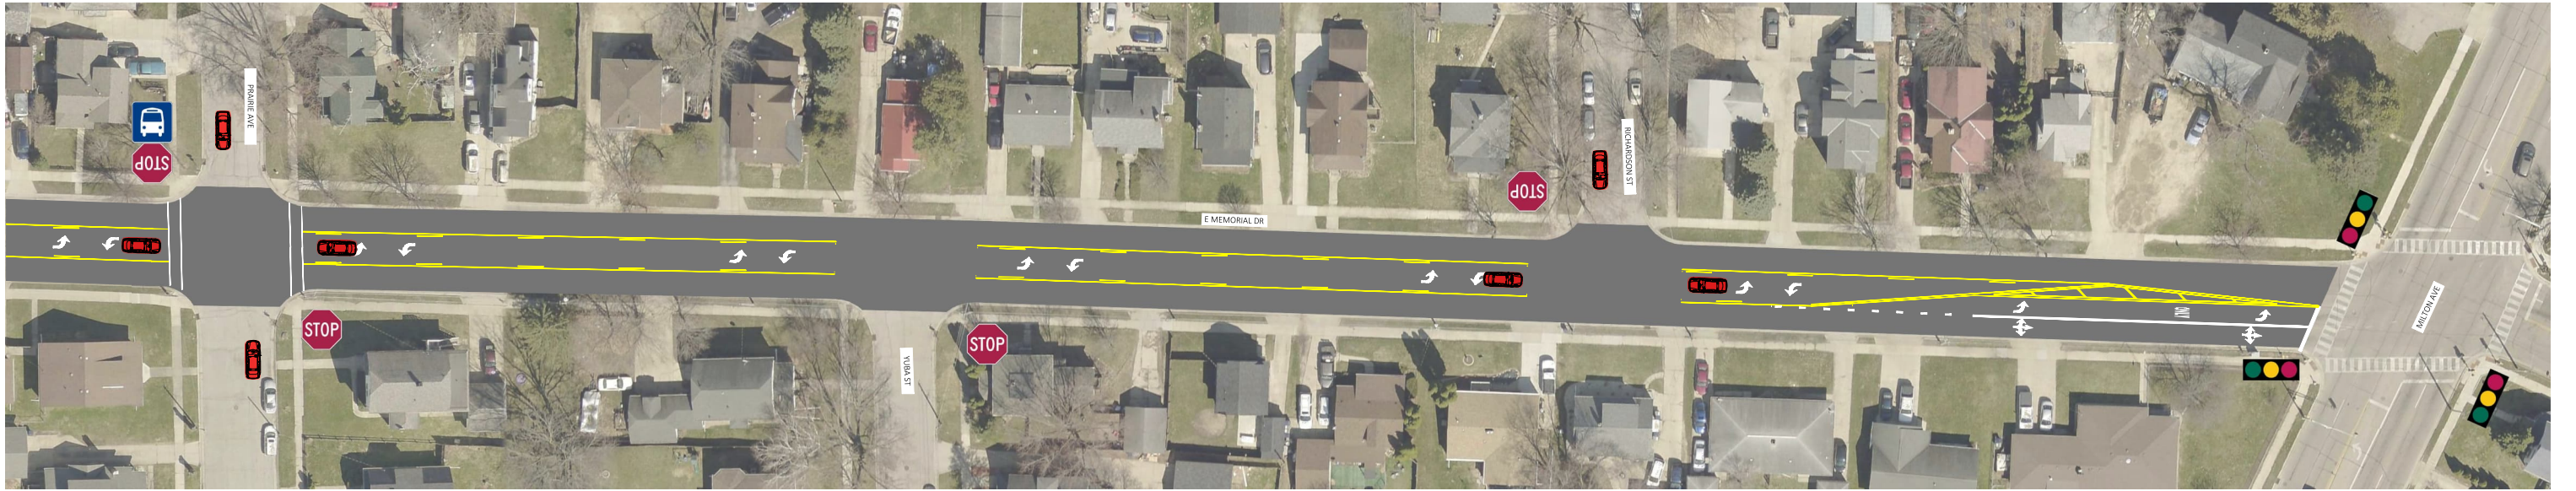 PRAIRIE AVE
STOP
E MEMORIAL DR
STOP
RICHARDSON ST
STOP
YUBA ST
STOP
MILTON AVE